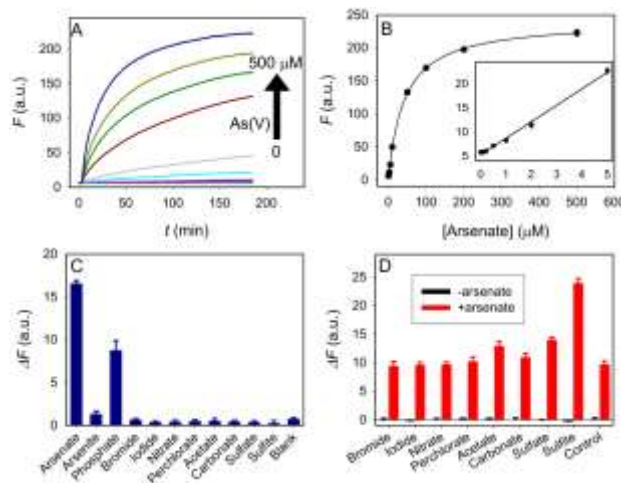 A
500 μM
As(V)
0
F (a.u.)
250
200
150
100
50
0
0 50 100 150 200
t (min)
B
F (a.u.)
250
200
150
100
50
0
0 100 200 300 400 500 600
[Arsenate] (μM)
20
15
10
5
0 1 2 3 4 5
C
ΔF (a.u.)
20
15
10
5
0
Arsenate
Arsenite
Phosphate
Bromide
Iodide
Nitrate
Perchlorate
Acetate
Carbonate
Sulfate
Sulfite
Blank
D
-arsenate
+arsenate
ΔF (a.u.)
30
25
20
15
10
5
0
Bromide
Iodide
Nitrate
Perchlorate
Acetate
Carbonate
Sulfate
Sulfite
Control